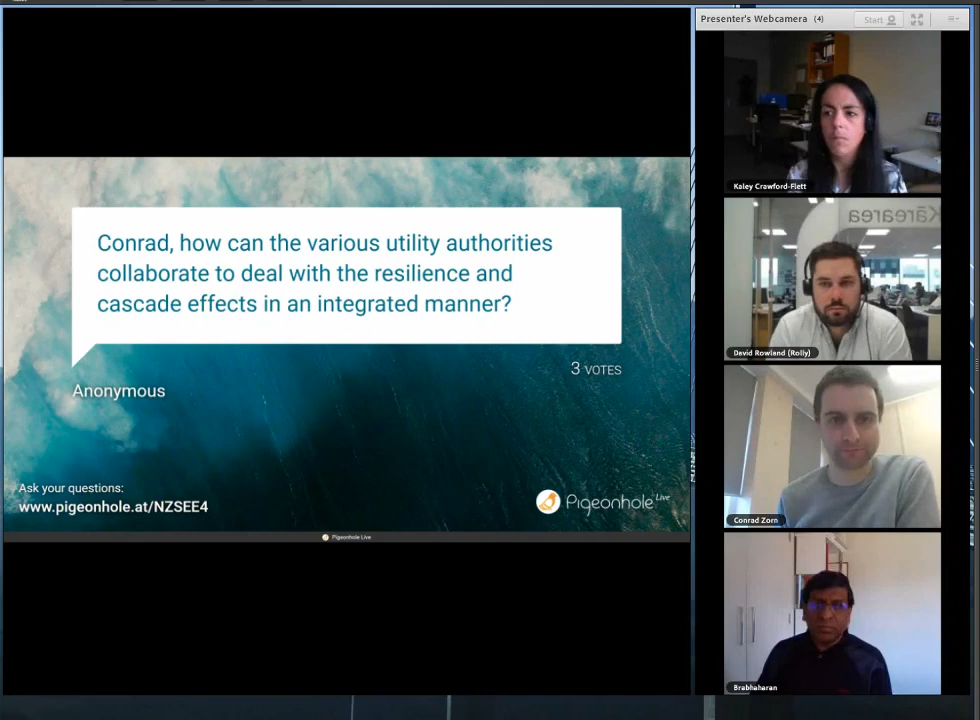 Presenter's Webcamera (4)
Start
Conrad, how can the various utility authorities
collaborate to deal with the resilience and
cascade effects in an integrated manner?
3 VOTES
Anonymous
Ask your questions:
www.pigeonhole.at/NZSEE4
Pigeonhole Live
Pigeonhole Live
Kaley Crawford-Flett
Kārearea
David Rowland (Rolly)
Conrad Zorn
Brabhaharan